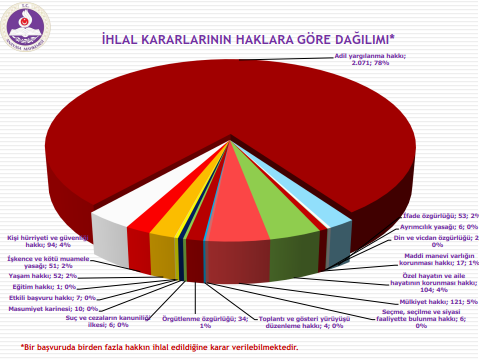 T.C.
ANAYASA MAHKEMESİ
İHLAL KARARLARININ HAKLARA GÖRE DAĞILIMI*
Adil yargılanma hakkı;
2.071; 78%
İfade özgürlüğü; 53; 2%
Ayrımcılık yasağı; 6; 0%
Din ve vicdan özgürlüğü; 2;
0%
Maddi manevi varlığın
korunması hakkı; 17; 1%
Özel hayatın ve aile
hayatının korunması hakkı;
104; 4%
Mülkiyet hakkı; 121; 5%
Seçme, seçilme ve siyasi
faaliyette bulunma hakkı; 6;
0%
Toplantı ve gösteri yürüyüşü
düzenleme hakkı; 4; 0%
Örgütlenme özgürlüğü; 34;
1%
Suç ve cezaların kanuniliği
ilkesi; 6; 0%
Masumiyet karinesi; 10; 0%
Etkili başvuru hakkı; 7; 0%
Eğitim hakkı; 1; 0%
Yaşam hakkı; 52; 2%
İşkence ve kötü muamele
yasağı; 51; 2%
Kişi hürriyeti ve güvenliği
hakkı; 94; 4%
*Bir başvuruda birden fazla hakkın ihlal edildiğine karar verilebilmektedir.